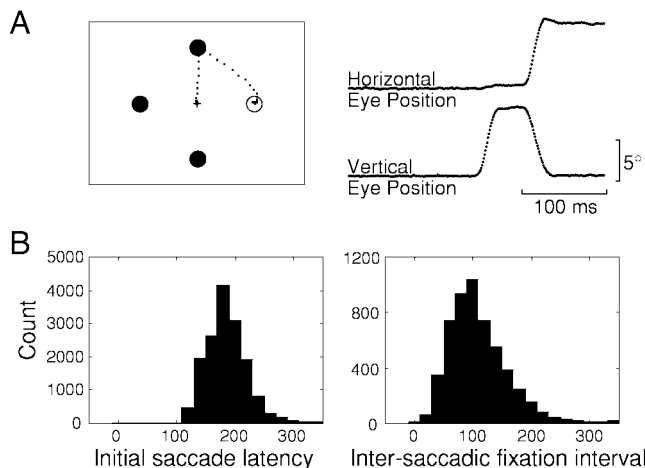 A
Horizontal
Eye Position
Vertical
Eye Position
5°
100 ms
B
Count
5000
4000
3000
2000
1000
0
0 100 200 300
Initial saccade latency
1200
800
400
0
0 100 200 300
Inter-saccadic fixation interval